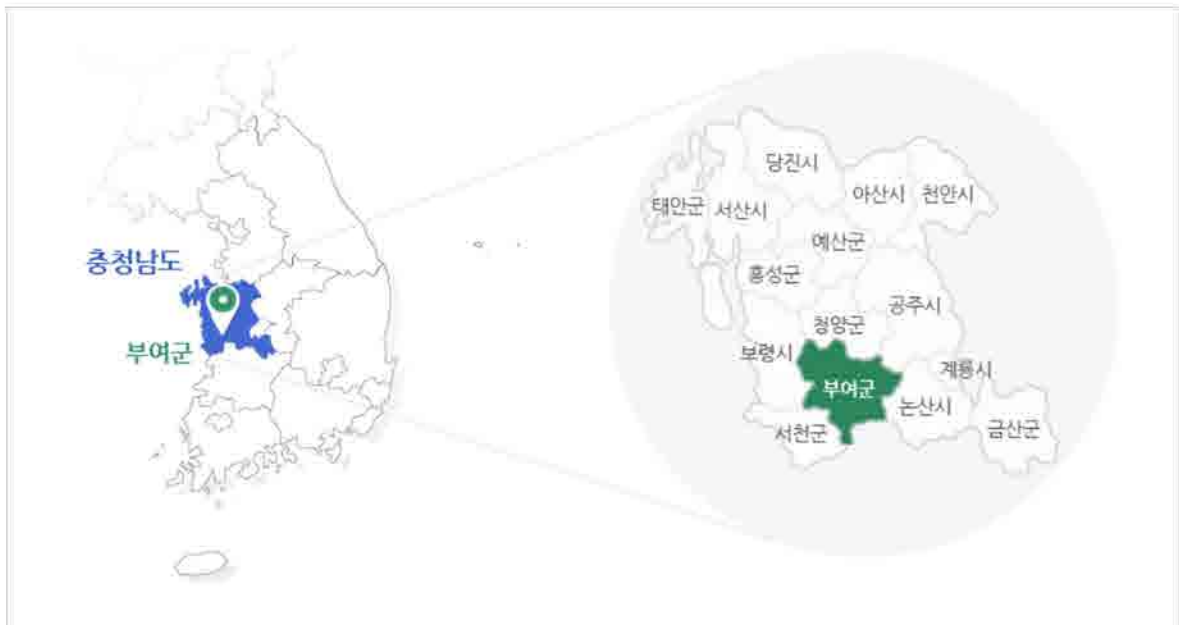 충청남도
부여군
당진시
아산시
천안시
태안군
서산시
예산군
홍성군
공주시
청양군
보령시
계룡시
부여군
논산시
서천군
금산군